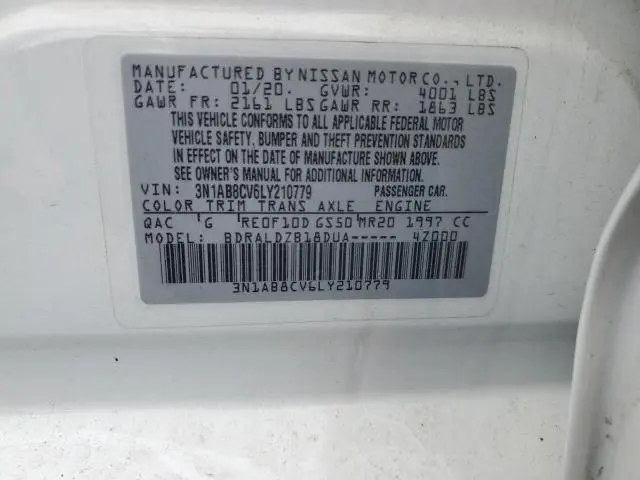 MANUFACTURED BY NISSAN MOTOR CO., LTD.
DATE: 01/20. GVWR: 4001 LBS
GAWR FR: 2161 LBS GAWR RR: 1863 LBS
THIS VEHICLE CONFORMS TO ALL APPLICABLE FEDERAL MOTOR
VEHICLE SAFETY, BUMPER AND THEFT PREVENTION STANDARDS
IN EFFECT ON THE DATE OF MANUFACTURE SHOWN ABOVE.
SEE OWNER'S MANUAL FOR ADDITIONAL INFORMATION.
VIN: 3N1AB8CV6LY210779 PASSENGER CAR.
COLOR TRIM TRANS AXLE ENGINE
QAC G RE0F10D GS50 MR20 1997 CC
MODEL: BDRALDZB18DUA----- 4Z000
3N1AB8CV6LY210779